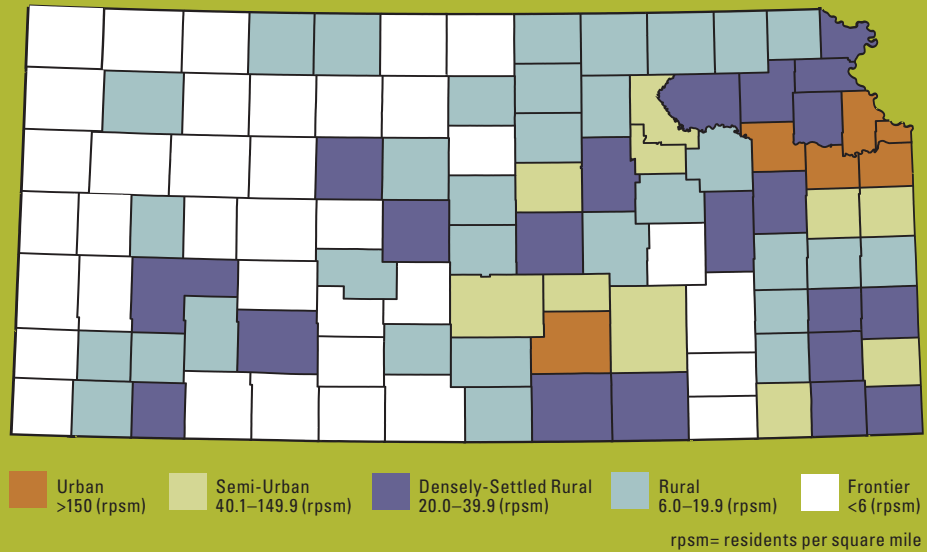 Urban
>150 (rpsm)
Semi-Urban
40.1–149.9 (rpsm)
Densely-Settled Rural
20.0–39.9 (rpsm)
Rural
6.0–19.9 (rpsm)
Frontier
<6 (rpsm)
rpsm= residents per square mile